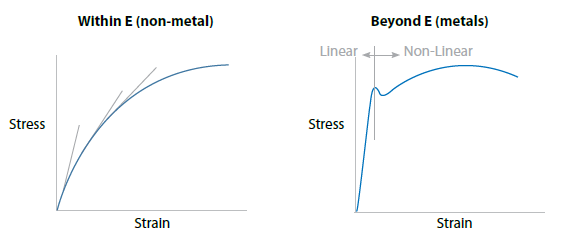 Within E (non-metal)
Stress
Strain
Beyond E (metals)
Linear
Non-Linear
Stress
Strain